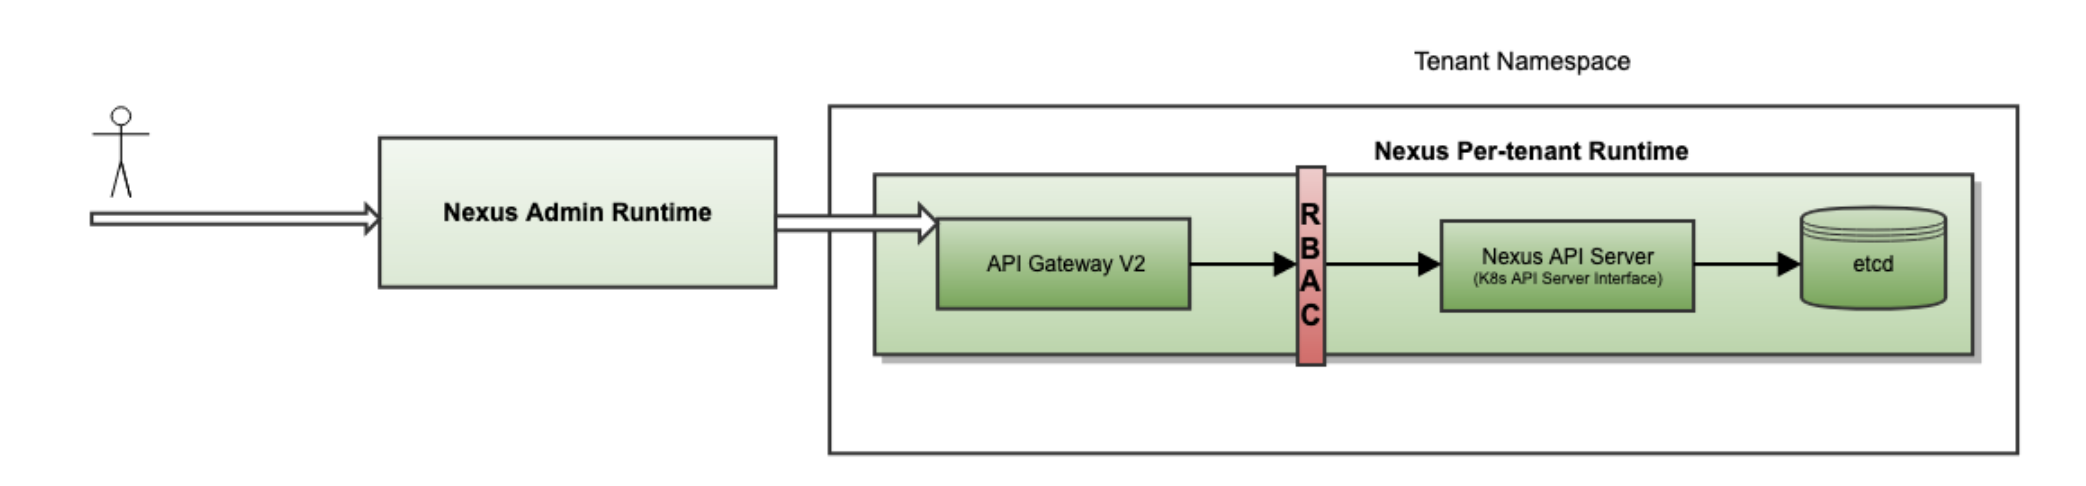 Tenant Namespace
Nexus Per-tenant Runtime
Nexus Admin Runtime
API Gateway V2
R
B
A
C
Nexus API Server
(K8s API Server Interface)
etcd